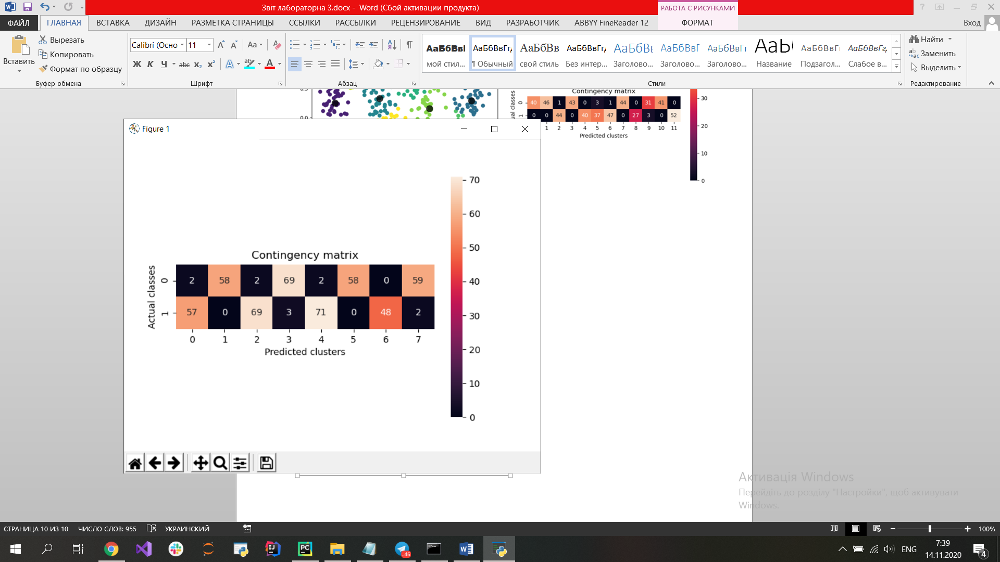 Звіт лабораторна 3.docx - Word (Сбой активации продукта)
РАБОТА С РИСУНКАМИ
ФАЙЛ ГЛАВНАЯ ВСТАВКА ДИЗАЙН РАЗМЕТКА СТРАНИЦЫ ССЫЛКИ РАССЫЛКИ РЕЦЕНЗИРОВАНИЕ ВИД РАЗРАБОТЧИК ABBYY FineReader 12 ФОРМАТ Вход
Вставить
Вырезать
Копировать
Формат по образцу
Буфер обмена
Calibri (Осно 11
Aa
Ж К Ч abc x₂ x²
Шрифт
Абзац
АаБбВвІ АаБбВвГг, АаБбВв АаБбВвГг, АаБбВ АаБбВвГ АаБбВвГг АаБ АаБбВвГг АаБбВвГг,
мой стил... ¶ Обычный свой стиль Без интер... Заголово... Заголово... Заголово... Название Подзагол... Слабое в...
Стили
Найти
Заменить
Выделить
Редактирование
Contingency matrix
0 40 46 1 43 0 3 1 44 0 31 41 0
1 0 0 44 0 40 37 47 0 27 3 0 52
1 2 3 4 5 6 7 8 9 10 11
Predicted clusters
30
20
10
0
Figure 1
Contingency matrix
Actual classes
0 2 58 2 69 2 58 0 59
1 57 0 69 3 71 0 48 2
0 1 2 3 4 5 6 7
Predicted clusters
70
60
50
40
30
20
10
0
Активація Windows
Перейдіть до розділу "Настройки", щоб активувати
Windows.
СТРАНИЦА 10 ИЗ 10 ЧИСЛО СЛОВ: 955 УКРАИНСКИЙ 100%
..46
ENG
7:39
14.11.2020
4